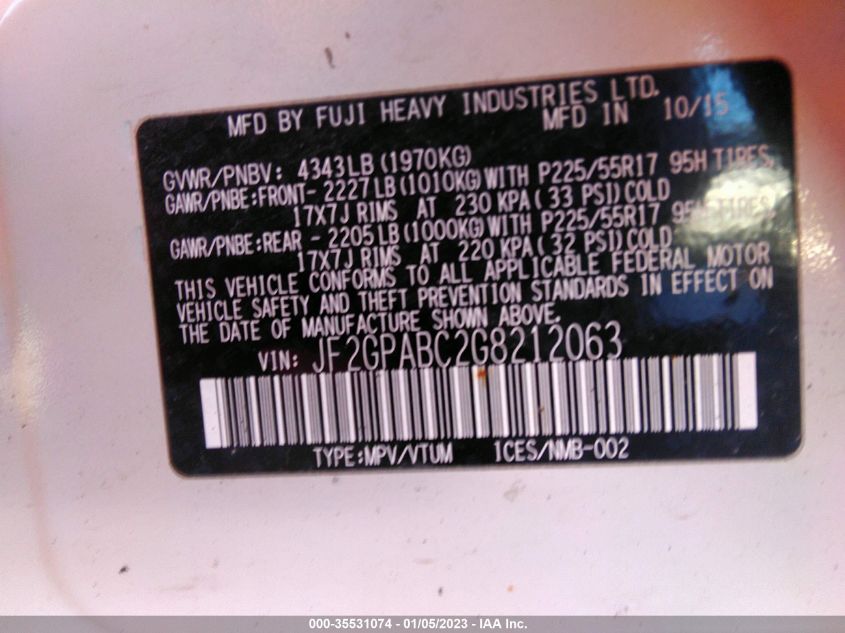 MFD BY FUJI HEAVY INDUSTRIES LTD.
MFD IN 10/15
GVWR/PNBV: 4343LB (1970KG)
GAWR/PNBE:FRONT- 2227LB (1010KG) WITH P225/55R17 95H TIRES,
17X7J RIMS AT 230 KPA (33 PSI) COLD
GAWR/PNBE:REAR - 2205LB (1000KG) WITH P225/55R17 95H TIRES,
17X7J RIMS AT 220 KPA (32 PSI) COLD
THIS VEHICLE CONFORMS TO ALL APPLICABLE FEDERAL MOTOR
VEHICLE SAFETY AND THEFT PREVENTION STANDARDS IN EFFECT ON
THE DATE OF MANUFACTURE SHOWN ABOVE.
VIN: JF2GPABC2G8212063
TYPE:MPV/VTUM ICES/NMB-002
000-35531074 - 01/05/2023 - IAA Inc.